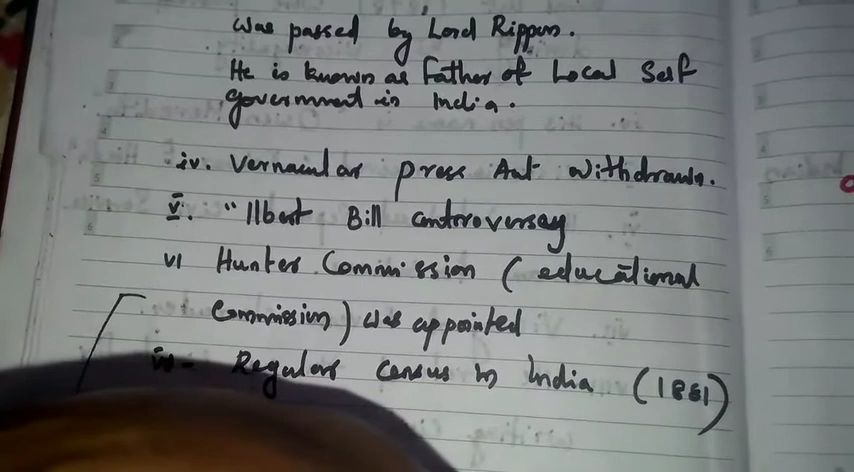 was passed by Lord Rippon.
He is known as Father of Local Self
Government in India.
iv. Vernacular press Act withdrawn.
v. "Ilbert Bill controversay
vi Hunter Commission (educational
Commission) was appointed
Regular census in India (1881)